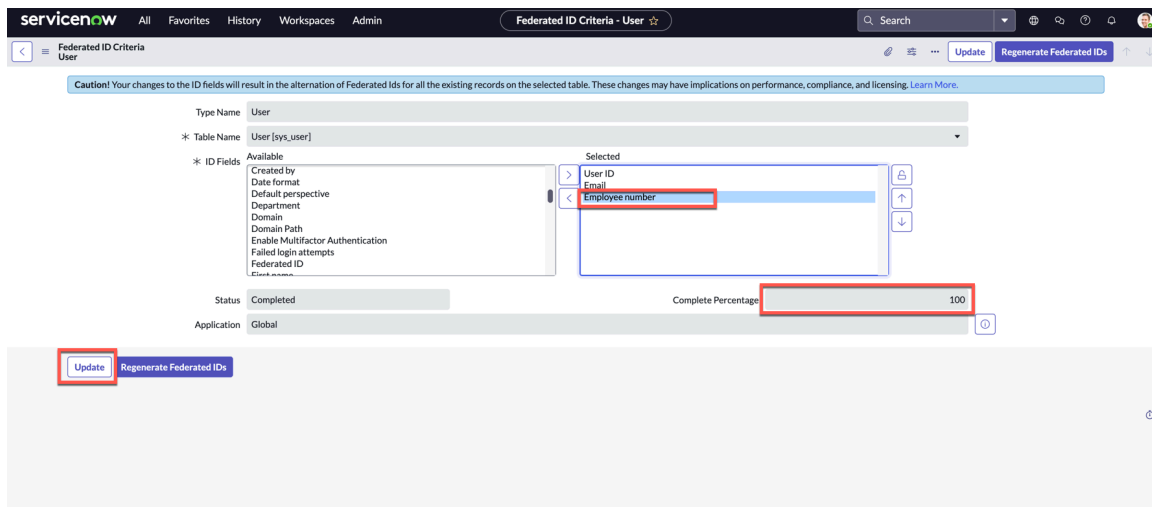 servicenow All Favorites History Workspaces Admin Federated ID Criteria - User Search
Federated ID Criteria
User
Update Regenerate Federated IDs
Caution! Your changes to the ID fields will result in the alternation of Federated Ids for all the existing records on the selected table. These changes may have implications on performance, compliance, and licensing. Learn More.
Type Name User
Table Name User [sys_user]
ID Fields
Available
Created by
Date format
Default perspective
Department
Domain
Domain Path
Enable Multifactor Authentication
Failed login attempts
Federated ID
First name
Selected
User ID
Email
Employee number
Status Completed
Complete Percentage 100
Application Global
Update Regenerate Federated IDs